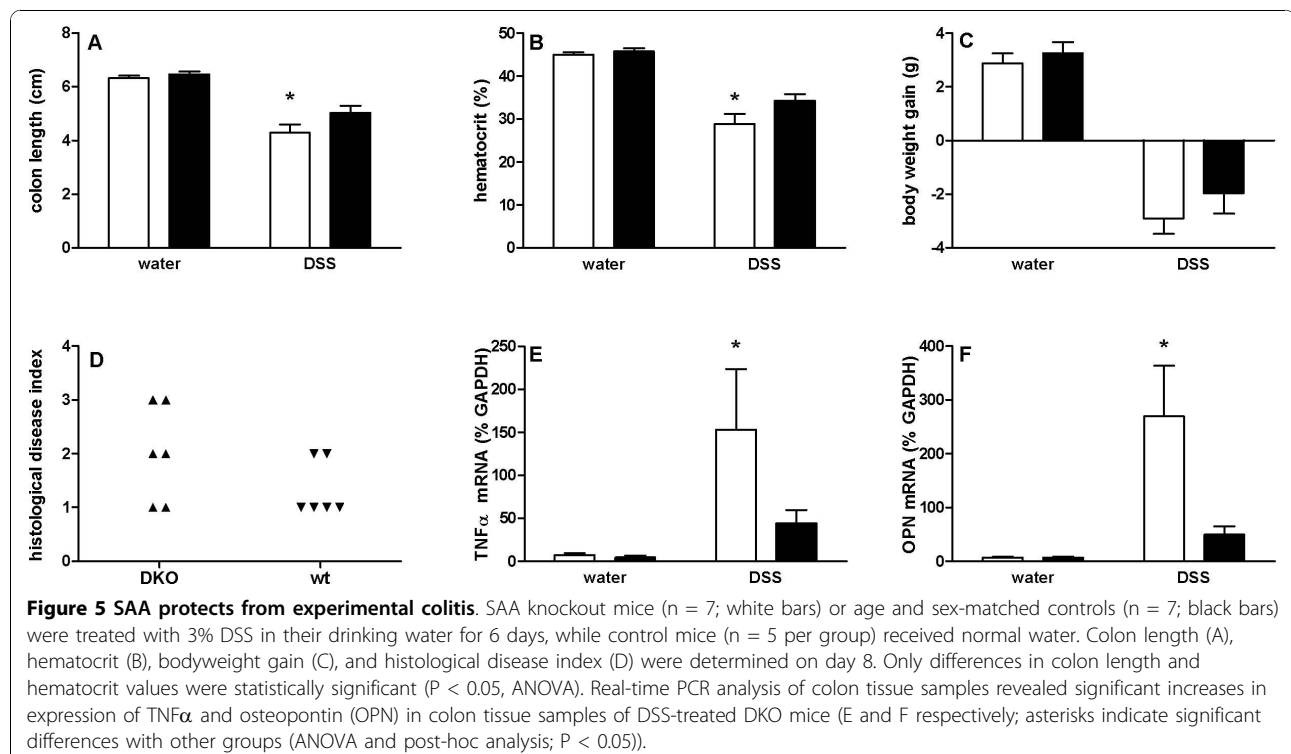 A
colon length (cm)
8
6
4
2
0
*
water
DSS
B
hematocrit (%)
50
40
30
20
10
0
*
water
DSS
C
body weight gain (g)
4
2
0
-2
-4
water
DSS
D
histological disease index
4
3
2
1
0
DKO
wt
E
TNFα mRNA (% GAPDH)
250
200
150
100
50
0
*
water
DSS
F
OPN mRNA (% GAPDH)
400
300
200
100
0
*
water
DSS
Figure 5 SAA protects from experimental colitis. SAA knockout mice (n = 7; white bars) or age and sex-matched controls (n = 7; black bars)
were treated with 3% DSS in their drinking water for 6 days, while control mice (n = 5 per group) received normal water. Colon length (A),
hematocrit (B), bodyweight gain (C), and histological disease index (D) were determined on day 8. Only differences in colon length and
hematocrit values were statistically significant (P < 0.05, ANOVA). Real-time PCR analysis of colon tissue samples revealed significant increases in
expression of TNFα and osteopontin (OPN) in colon tissue samples of DSS-treated DKO mice (E and F respectively; asterisks indicate significant
differences with other groups (ANOVA and post-hoc analysis; P < 0.05)).